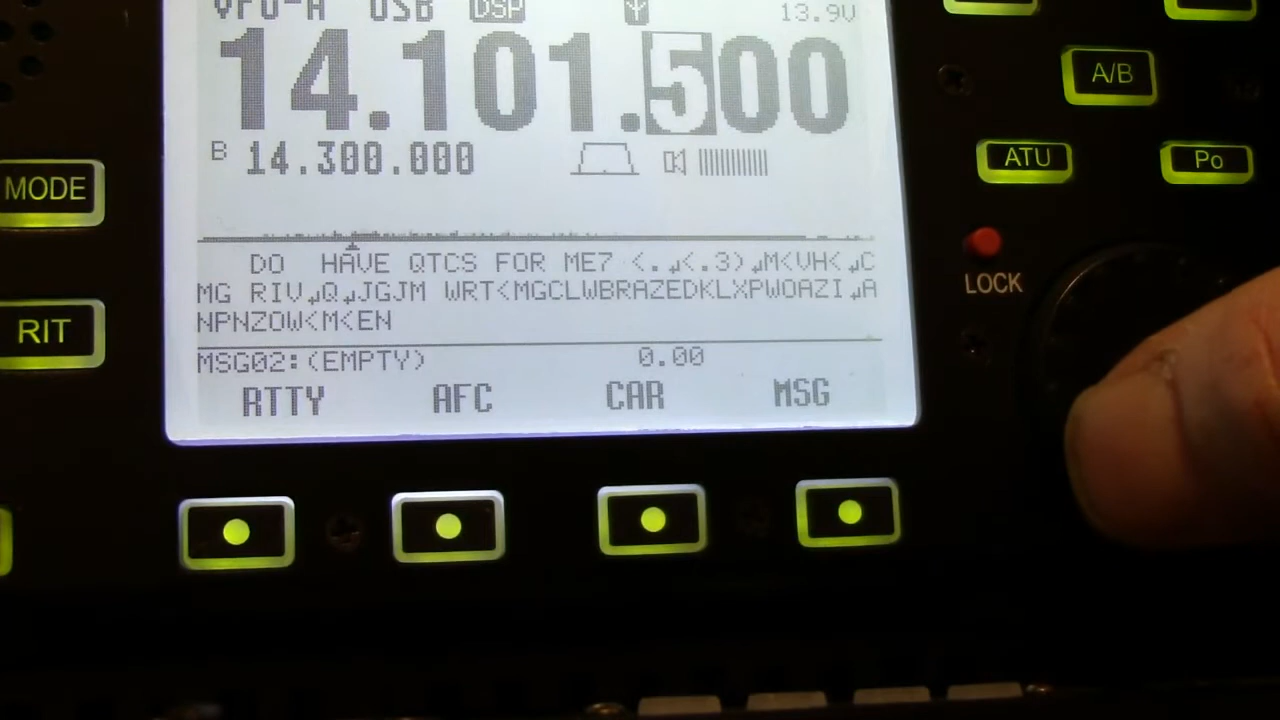 VFO-A USB DSP 13.9V
14.101.500
B 14.300.000
DO HAVE QTCS FOR ME7 <.↲<.3)↲M<VH<↲C
MG RIV↲Q↲JGJM WRT<MGCLWBRAZEDKLXPWOAZI↲A
NPNZOW<M<EN
MSG02:(EMPTY) 0.00
RTTY AFC CAR MSG
MODE
RIT
A/B
ATU Po
LOCK